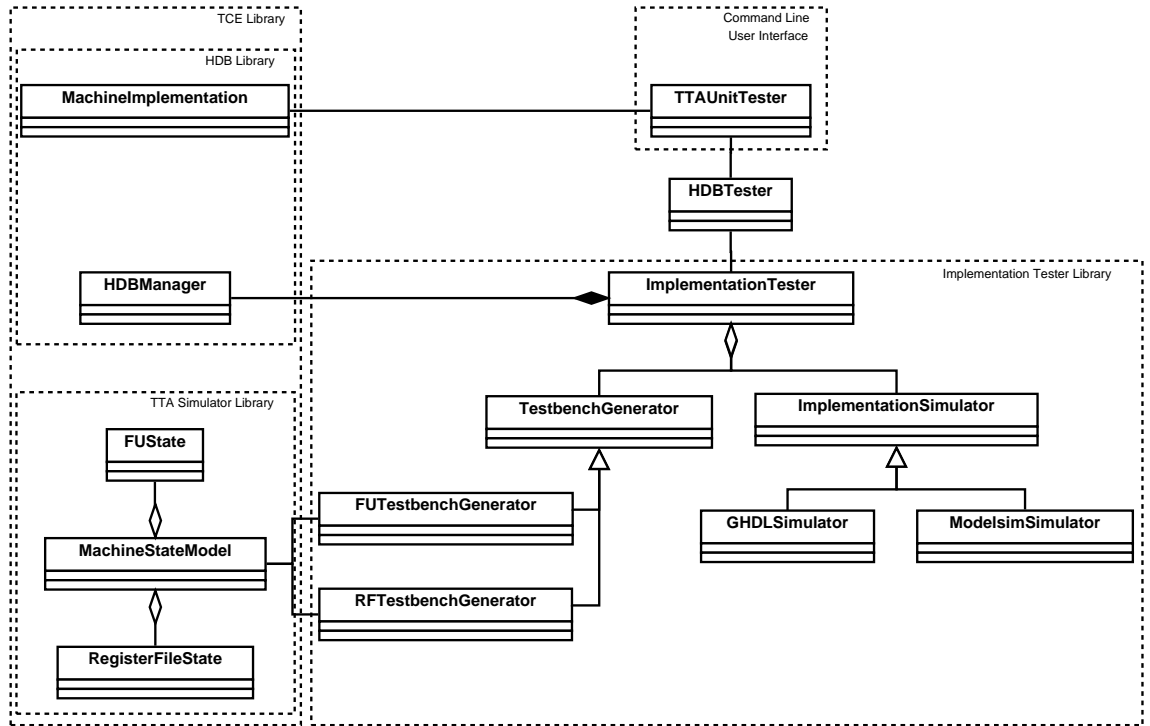 TCE Library
Command Line
User Interface
HDB Library
MachineImplementation
TTAUnitTester
HDBTester
HDBManager
ImplementationTester
Implementation Tester Library
TTA Simulator Library
TestbenchGenerator
ImplementationSimulator
FUState
FUTestbenchGenerator
GHDLSimulator
ModelsimSimulator
MachineStateModel
RFTestbenchGenerator
RegisterFileState